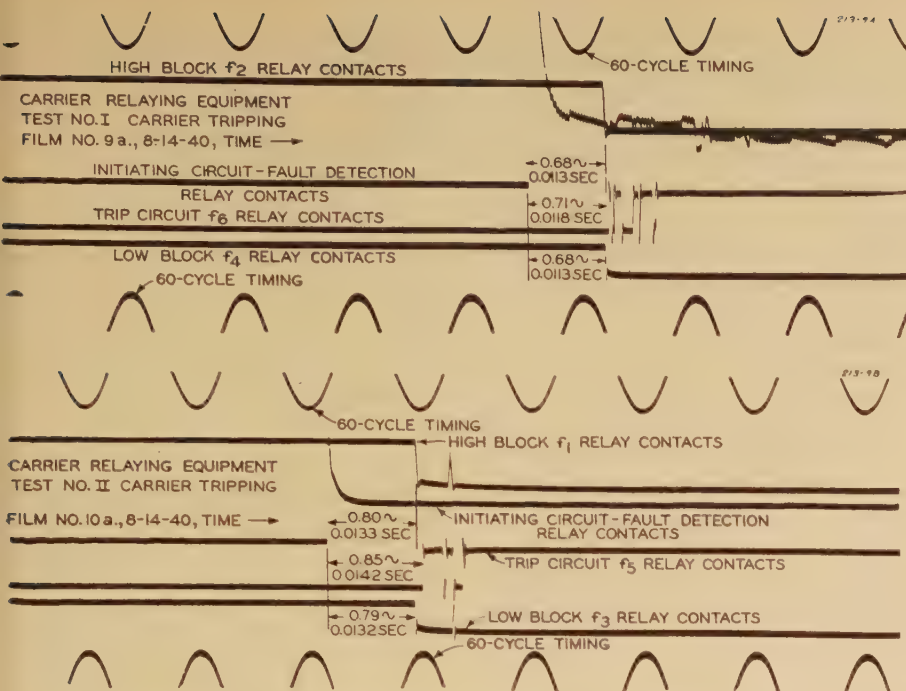 213-94
60-CYCLE TIMING
HIGH BLOCK f2 RELAY CONTACTS
CARRIER RELAYING EQUIPMENT
TEST NO. I CARRIER TRIPPING
FILM NO. 9a., 8-14-40, TIME →
INITIATING CIRCUIT-FAULT DETECTION
RELAY CONTACTS
0.68~
0.0113 SEC
0.71~
0.0118 SEC
TRIP CIRCUIT f6 RELAY CONTACTS
LOW BLOCK f4 RELAY CONTACTS
0.68~
0.0113 SEC
60-CYCLE TIMING
213-98
60-CYCLE TIMING
HIGH BLOCK f1 RELAY CONTACTS
CARRIER RELAYING EQUIPMENT
TEST NO. II CARRIER TRIPPING
FILM NO. 10a., 8-14-40, TIME →
0.80~
0.0133 SEC
INITIATING CIRCUIT-FAULT DETECTION
RELAY CONTACTS
0.85~
0.0142 SEC
TRIP CIRCUIT f5 RELAY CONTACTS
0.79~
0.0132 SEC
LOW BLOCK f3 RELAY CONTACTS
60-CYCLE TIMING